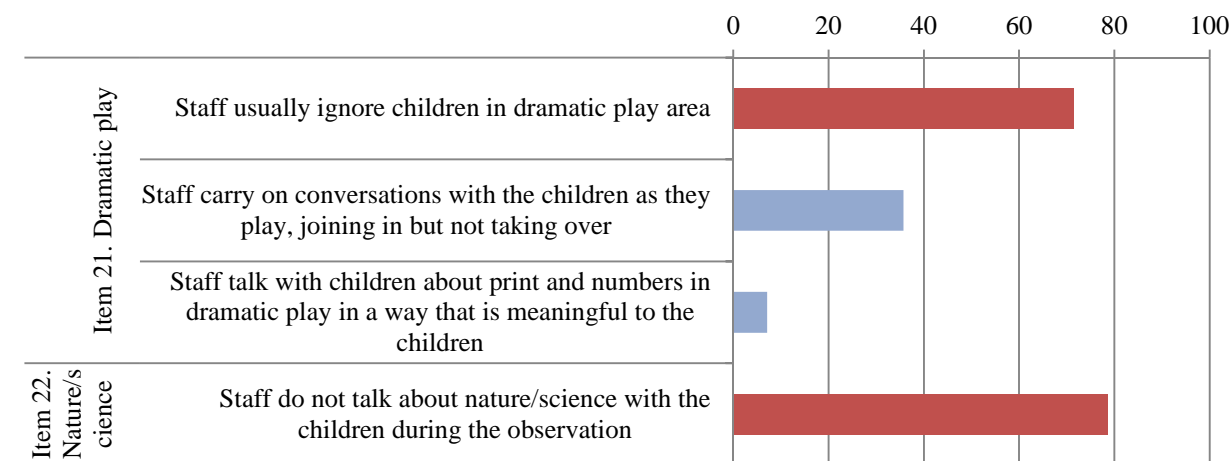 0 20 40 60 80 100
Item 21. Dramatic play
Staff usually ignore children in dramatic play area
Staff carry on conversations with the children as they
play, joining in but not taking over
Staff talk with children about print and numbers in
dramatic play in a way that is meaningful to the
children
Item 22.
Nature/s
cience
Staff do not talk about nature/science with the
children during the observation